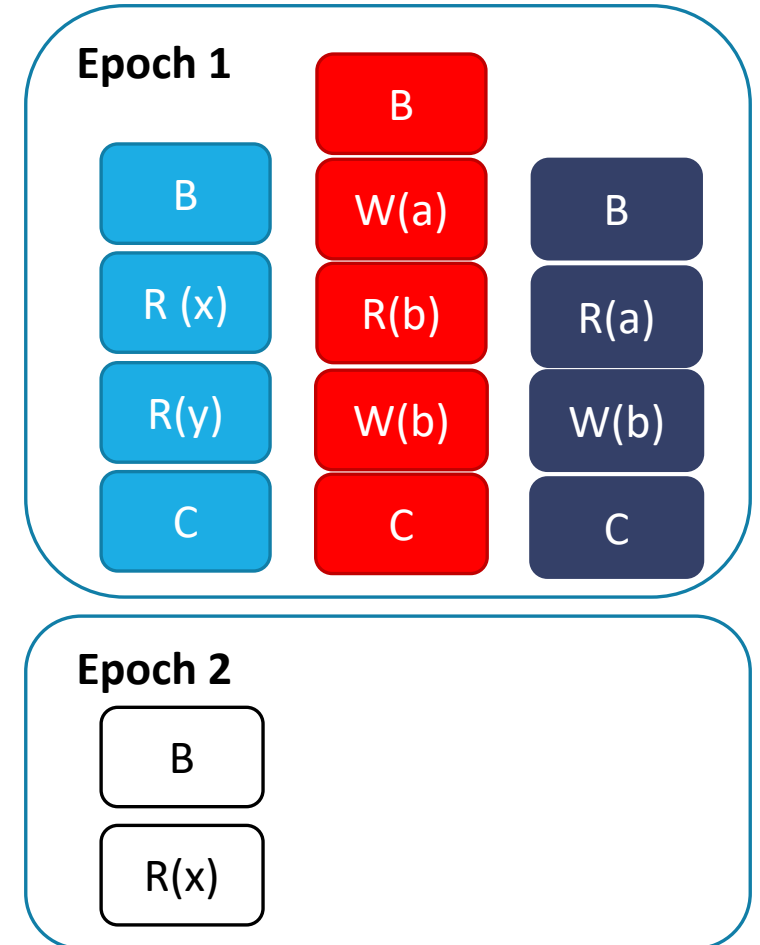 Epoch 1
B
R (x)
R(y)
C
B
W(a)
R(b)
W(b)
C
B
R(a)
W(b)
C
Epoch 2
B
R(x)